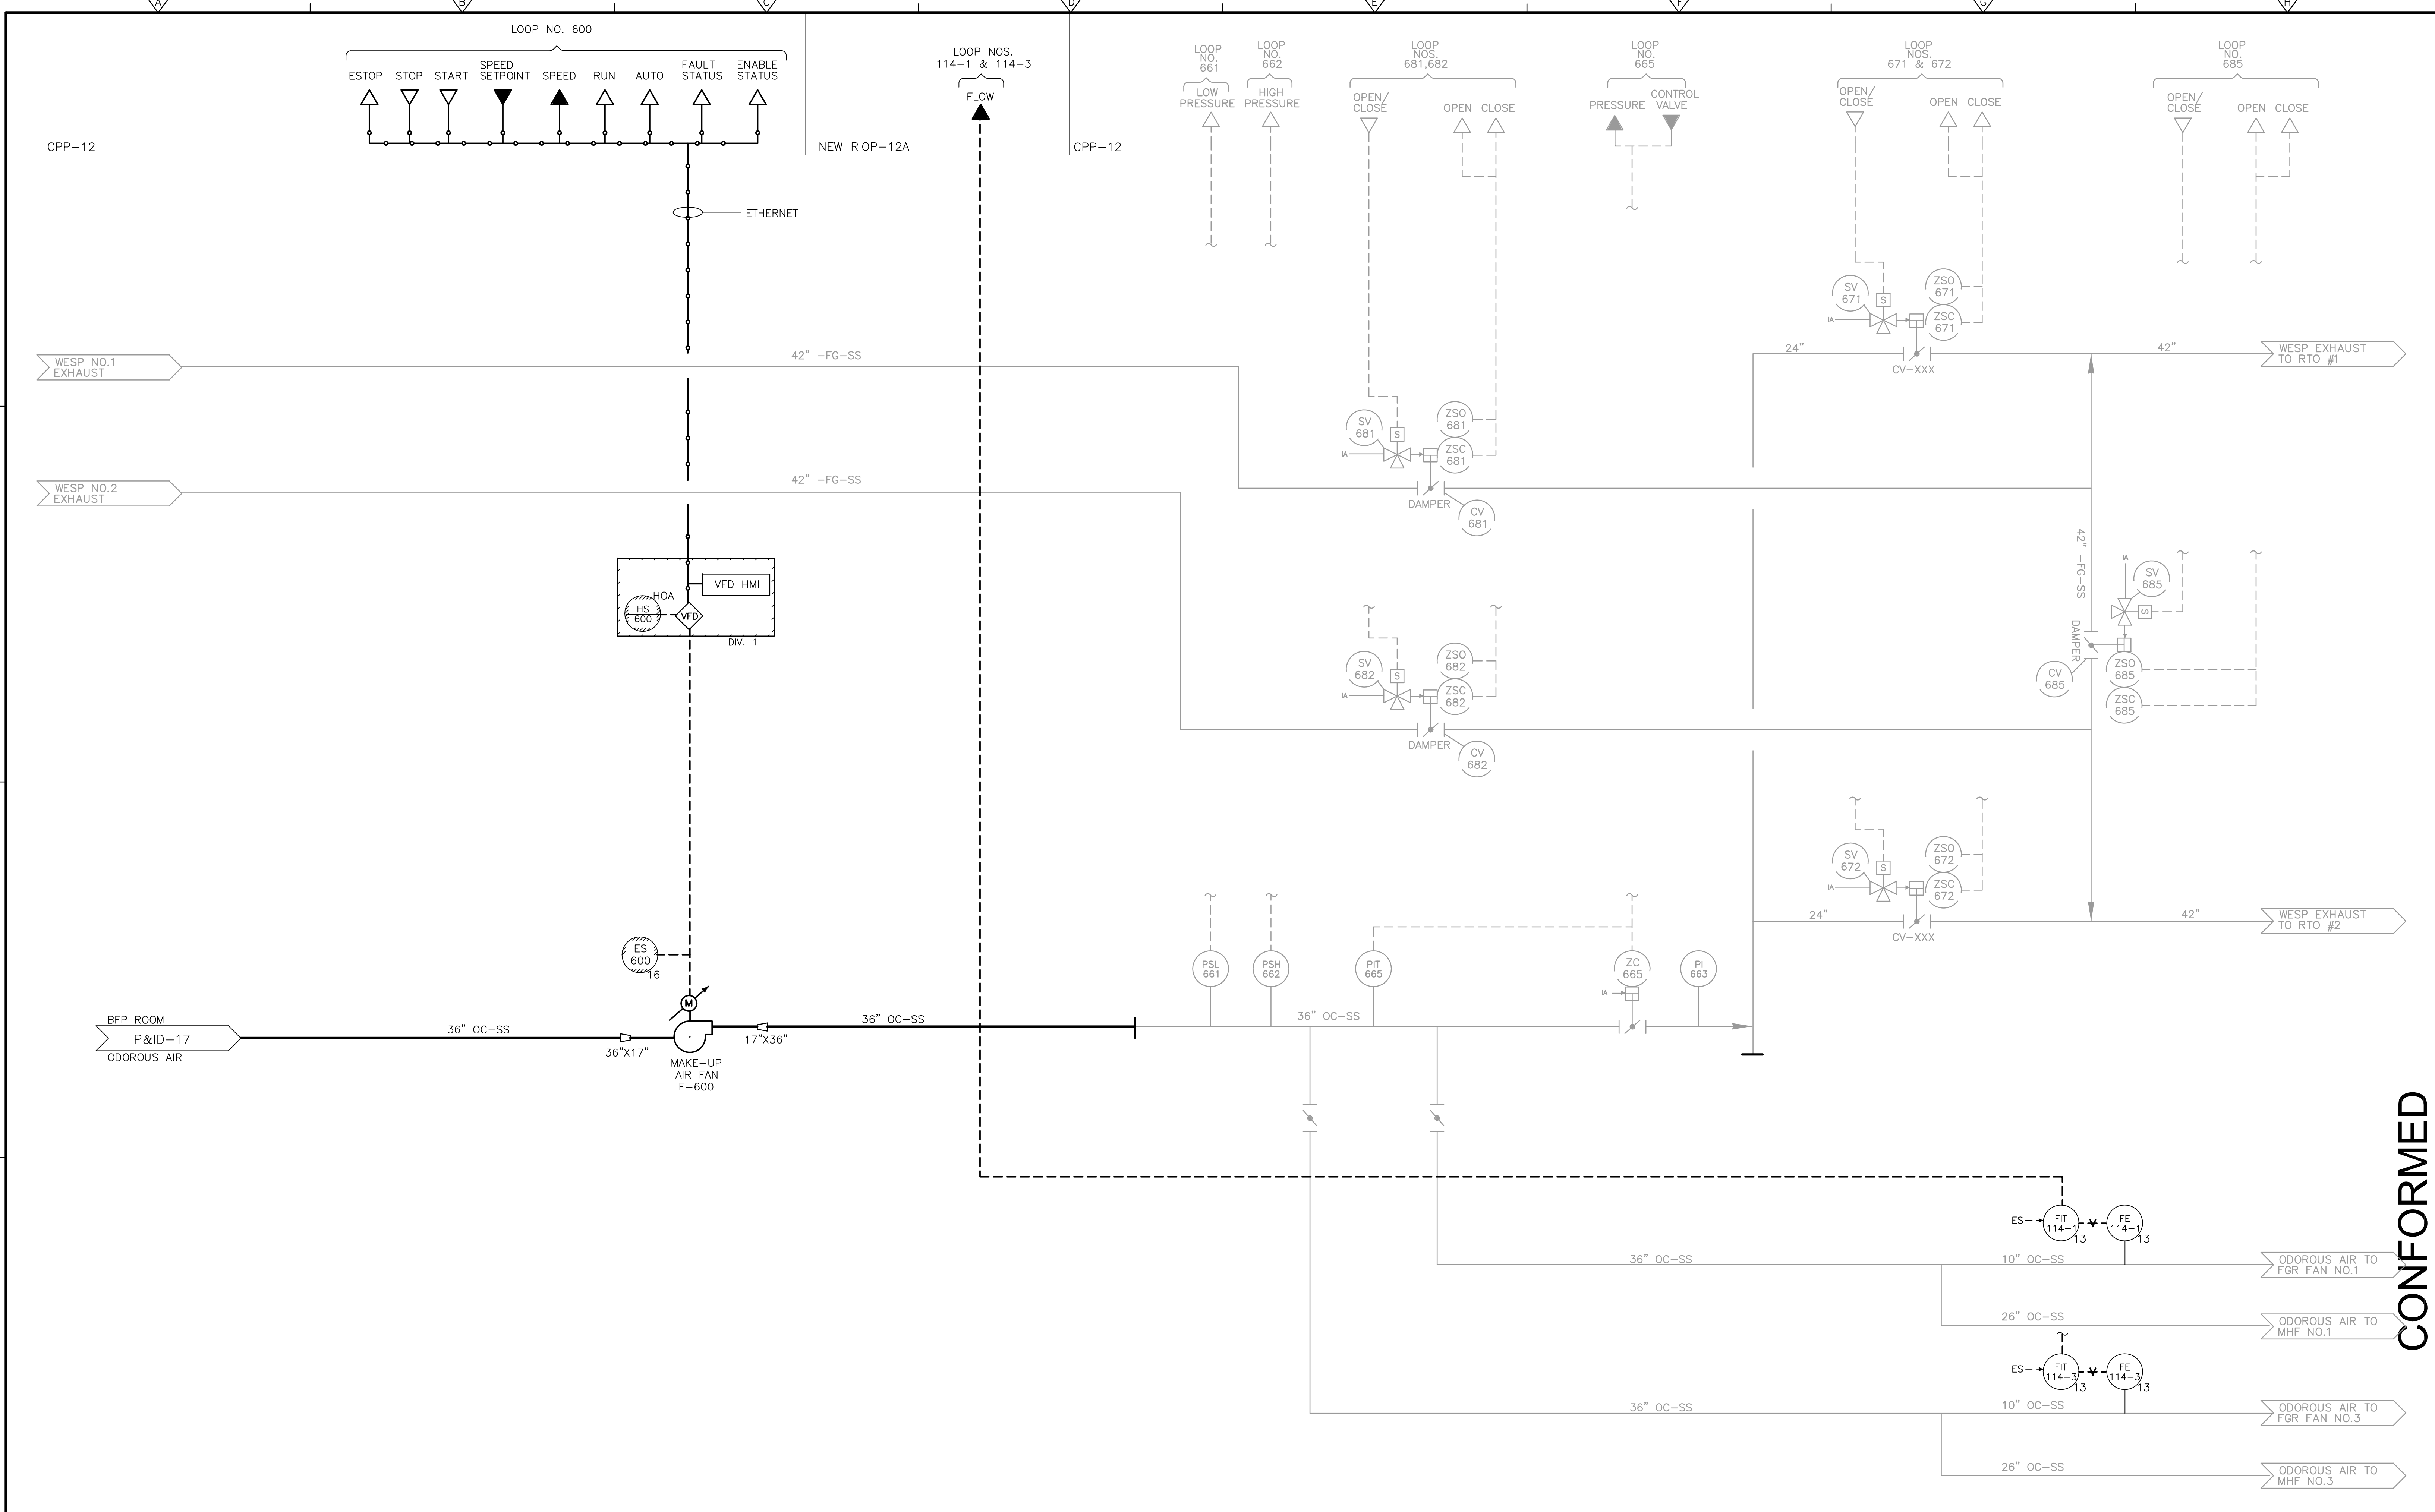 A
B
C
D
E
F
G
H
LOOP NO. 600
ESTOP
STOP
START
SPEED
SETPOINT
SPEED
RUN
AUTO
FAULT
STATUS
ENABLE
STATUS
CPP-12
LOOP NOS.
114-1 & 114-3
FLOW
NEW RIOP-12A
CPP-12
LOOP
NO.
661
LOW
PRESSURE
LOOP
NO.
662
HIGH
PRESSURE
LOOP
NOS.
681,682
OPEN/
CLOSE
OPEN
CLOSE
LOOP
NO.
665
PRESSURE
CONTROL
VALVE
LOOP
NOS.
671 & 672
OPEN/
CLOSE
OPEN
CLOSE
LOOP
NO.
685
OPEN/
CLOSE
OPEN
CLOSE
ETHERNET
WESP NO.1
EXHAUST
42" -FG-SS
SV
671
S
ZSO
671
ZSC
671
IA
24"
CV-XXX
42"
WESP EXHAUST
TO RTO #1
SV
681
S
ZSO
681
ZSC
681
IA
DAMPER
CV
681
WESP NO.2
EXHAUST
42" -FG-SS
42" -FG-SS
IA
SV
685
S
DAMPER
CV
685
ZSO
685
ZSC
685
VFD HMI
HOA
HS
600
VFD
DIV. 1
SV
682
S
ZSO
682
ZSC
682
IA
DAMPER
CV
682
SV
672
S
ZSO
672
ZSC
672
IA
24"
CV-XXX
42"
WESP EXHAUST
TO RTO #2
ES
600
16
M
BFP ROOM
P&ID-17
ODOROUS AIR
36" OC-SS
36"X17"
MAKE-UP
AIR FAN
F-600
17"X36"
36" OC-SS
PSL
661
PSH
662
PIT
665
ZC
665
IA
PI
663
36" OC-SS
ES
FIT
114-1
13
V
FE
114-1
13
36" OC-SS
10" OC-SS
ODOROUS AIR TO
FGR FAN NO.1
26" OC-SS
ODOROUS AIR TO
MHF NO.1
ES
FIT
114-3
13
V
FE
114-3
13
36" OC-SS
10" OC-SS
ODOROUS AIR TO
FGR FAN NO.3
26" OC-SS
ODOROUS AIR TO
MHF NO.3
CONFORMED